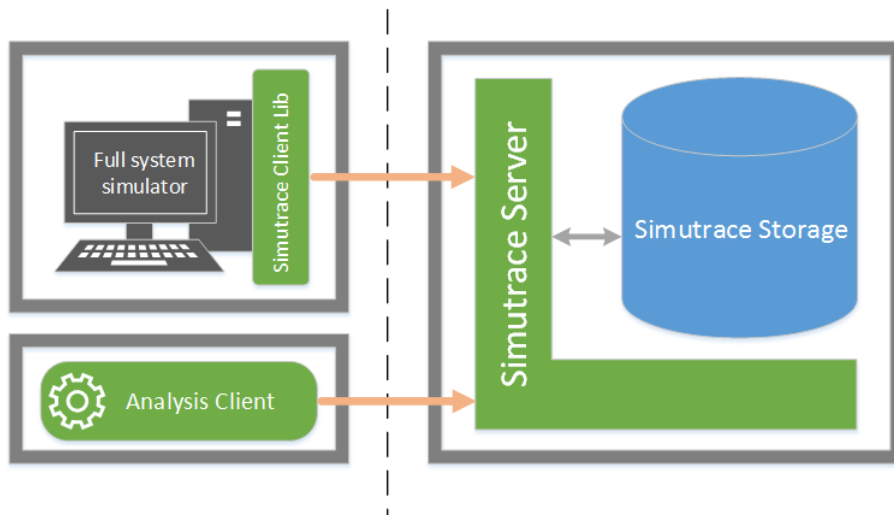 Full system
simulator
Simutrace Client Lib
Simutrace Server
Simutrace Storage
Analysis Client